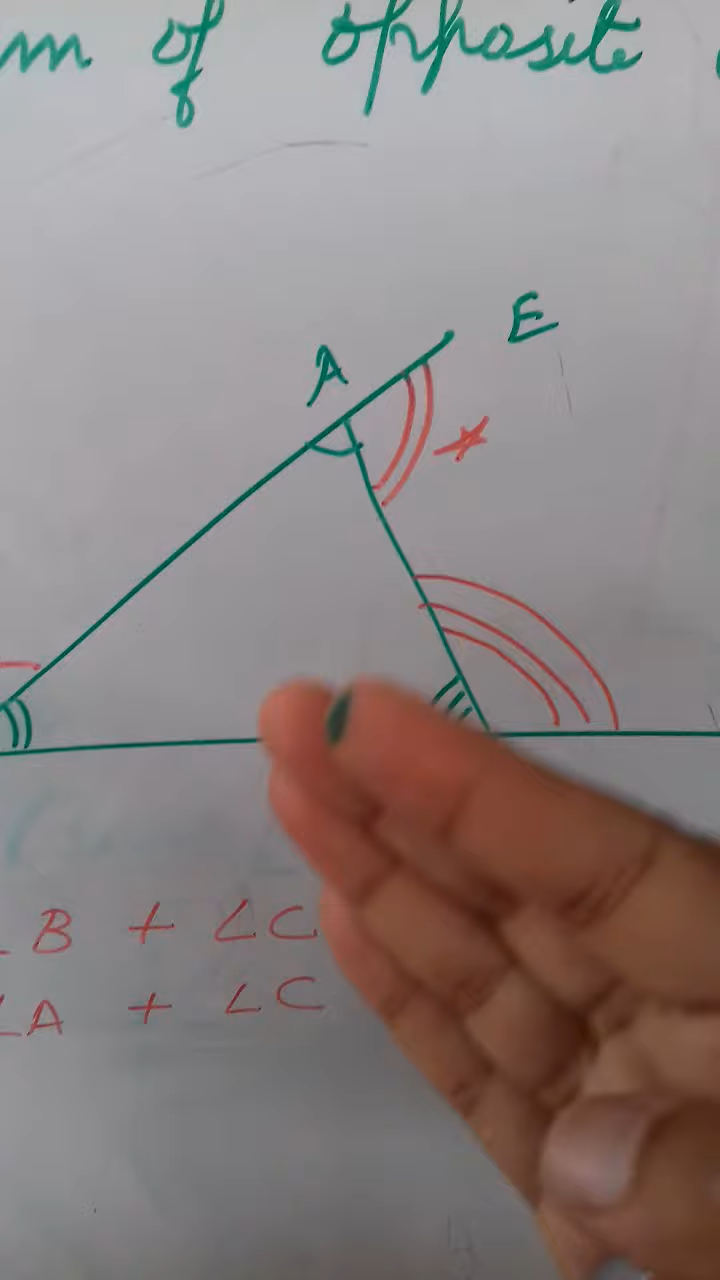 m of opposite
E
A
∠B + ∠C
∠A + ∠C